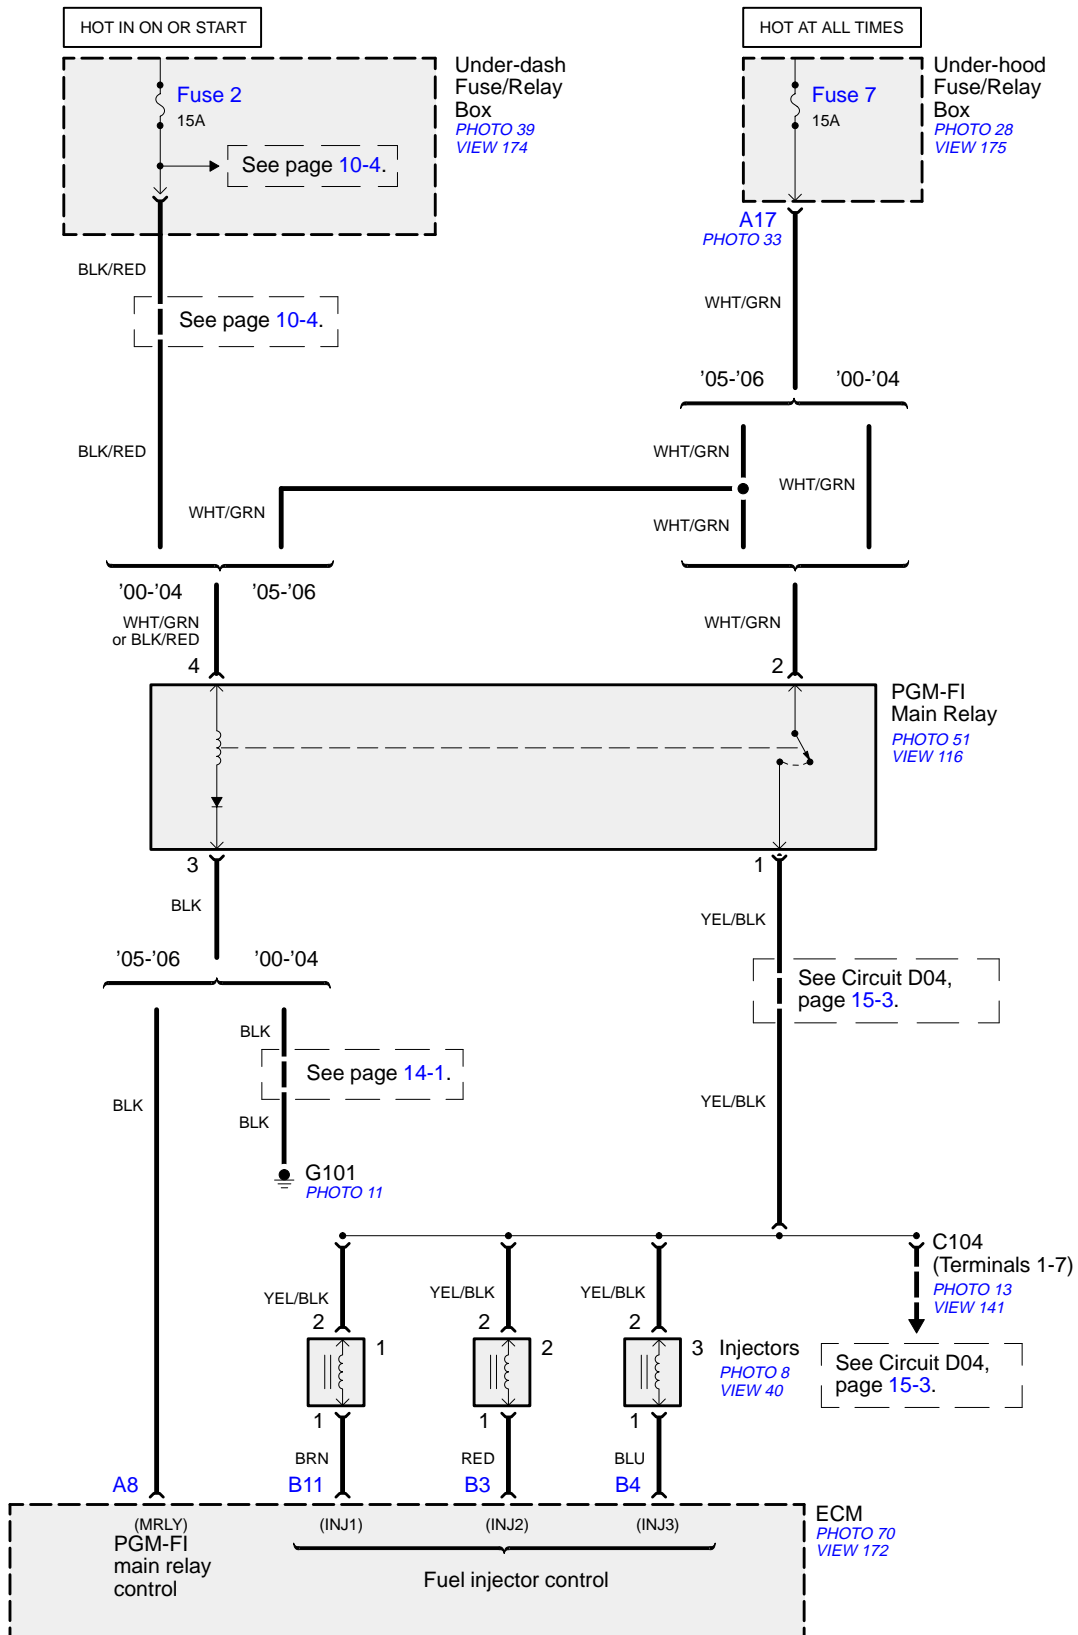 HOT IN ON OR START
HOT AT ALL TIMES
Fuse 2
15A
See page 10-4.
Under-dash
Fuse/Relay
Box
PHOTO 39
VIEW 174
Fuse 7
15A
Under-hood
Fuse/Relay
Box
PHOTO 28
VIEW 175
A17
PHOTO 33
BLK/RED
See page 10-4.
WHT/GRN
’05-’06
’00-’04
BLK/RED
WHT/GRN
WHT/GRN
WHT/GRN
WHT/GRN
’00-’04
’05-’06
WHT/GRN
or BLK/RED
WHT/GRN
4
2
PGM-FI
Main Relay
PHOTO 51
VIEW 116
3
1
BLK
YEL/BLK
’05-’06
’00-’04
See Circuit D04,
page 15-3.
BLK
See page 14-1.
BLK
YEL/BLK
BLK
G101
PHOTO 11
C104
(Terminals 1-7)
PHOTO 13
VIEW 141
YEL/BLK
YEL/BLK
YEL/BLK
2
2
2
1
2
3
Injectors
PHOTO 8
VIEW 40
See Circuit D04,
page 15-3.
1
1
1
BRN
RED
BLU
A8
B11
B3
B4
(MRLY)
PGM-FI
main relay
control
(INJ1)
(INJ2)
(INJ3)
Fuel injector control
ECM
PHOTO 70
VIEW 172